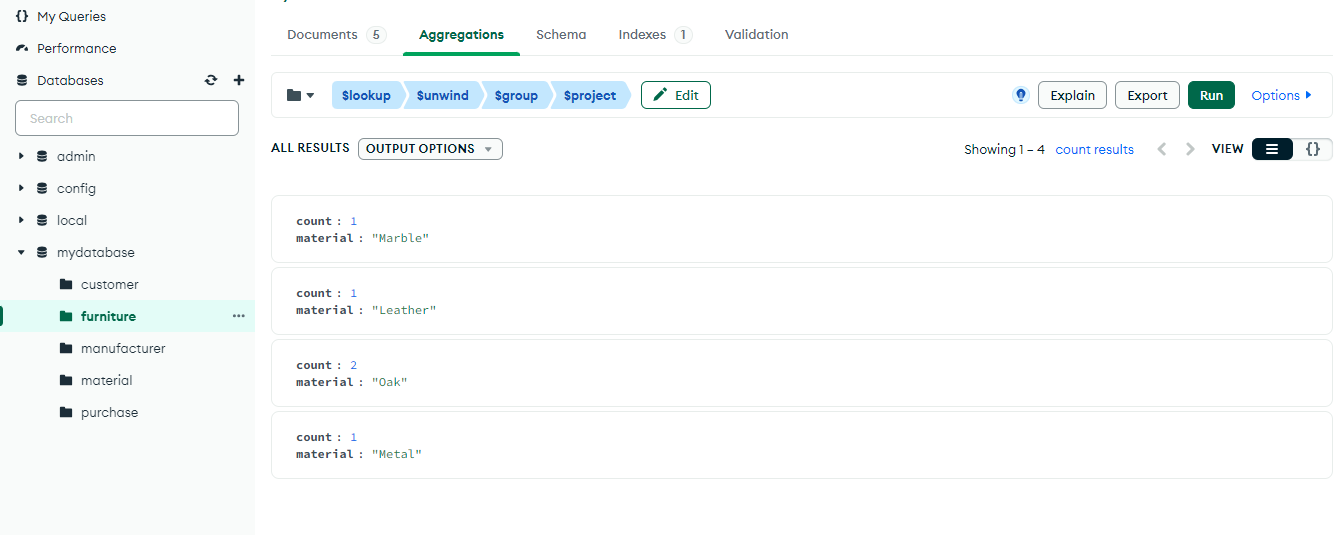 My Queries
Performance
Databases
Search
admin
config
local
mydatabase
customer
furniture
manufacturer
material
purchase
Documents 5 Aggregations Schema Indexes 1 Validation
$lookup $unwind $group $project Edit Explain Export Run Options
ALL RESULTS OUTPUT OPTIONS Showing 1 – 4 count results VIEW {}
count : 1
material : "Marble"
count : 1
material : "Leather"
count : 2
material : "Oak"
count : 1
material : "Metal"